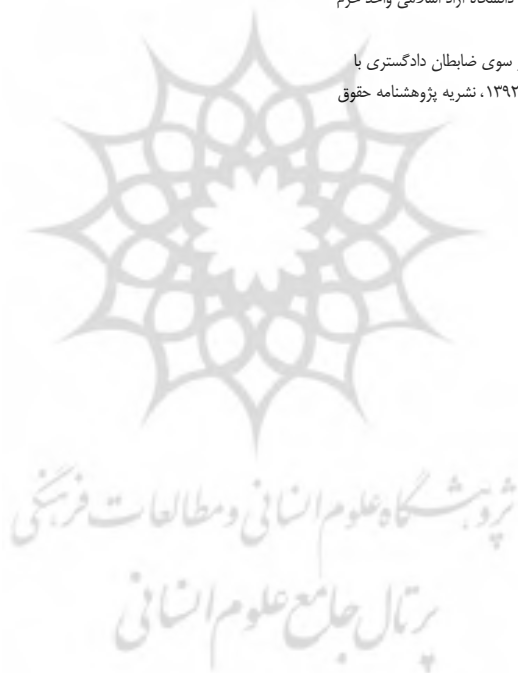 دانشگاه آزاد اسلامی واحد خرم
سوی ضابطان دادگستری با
۱۳۹۲، نشریه پژوهشنامه حقوق
پژوهشگاه علوم انسانی و مطالعات فرهنگی
پرتال جامع علوم انسانی